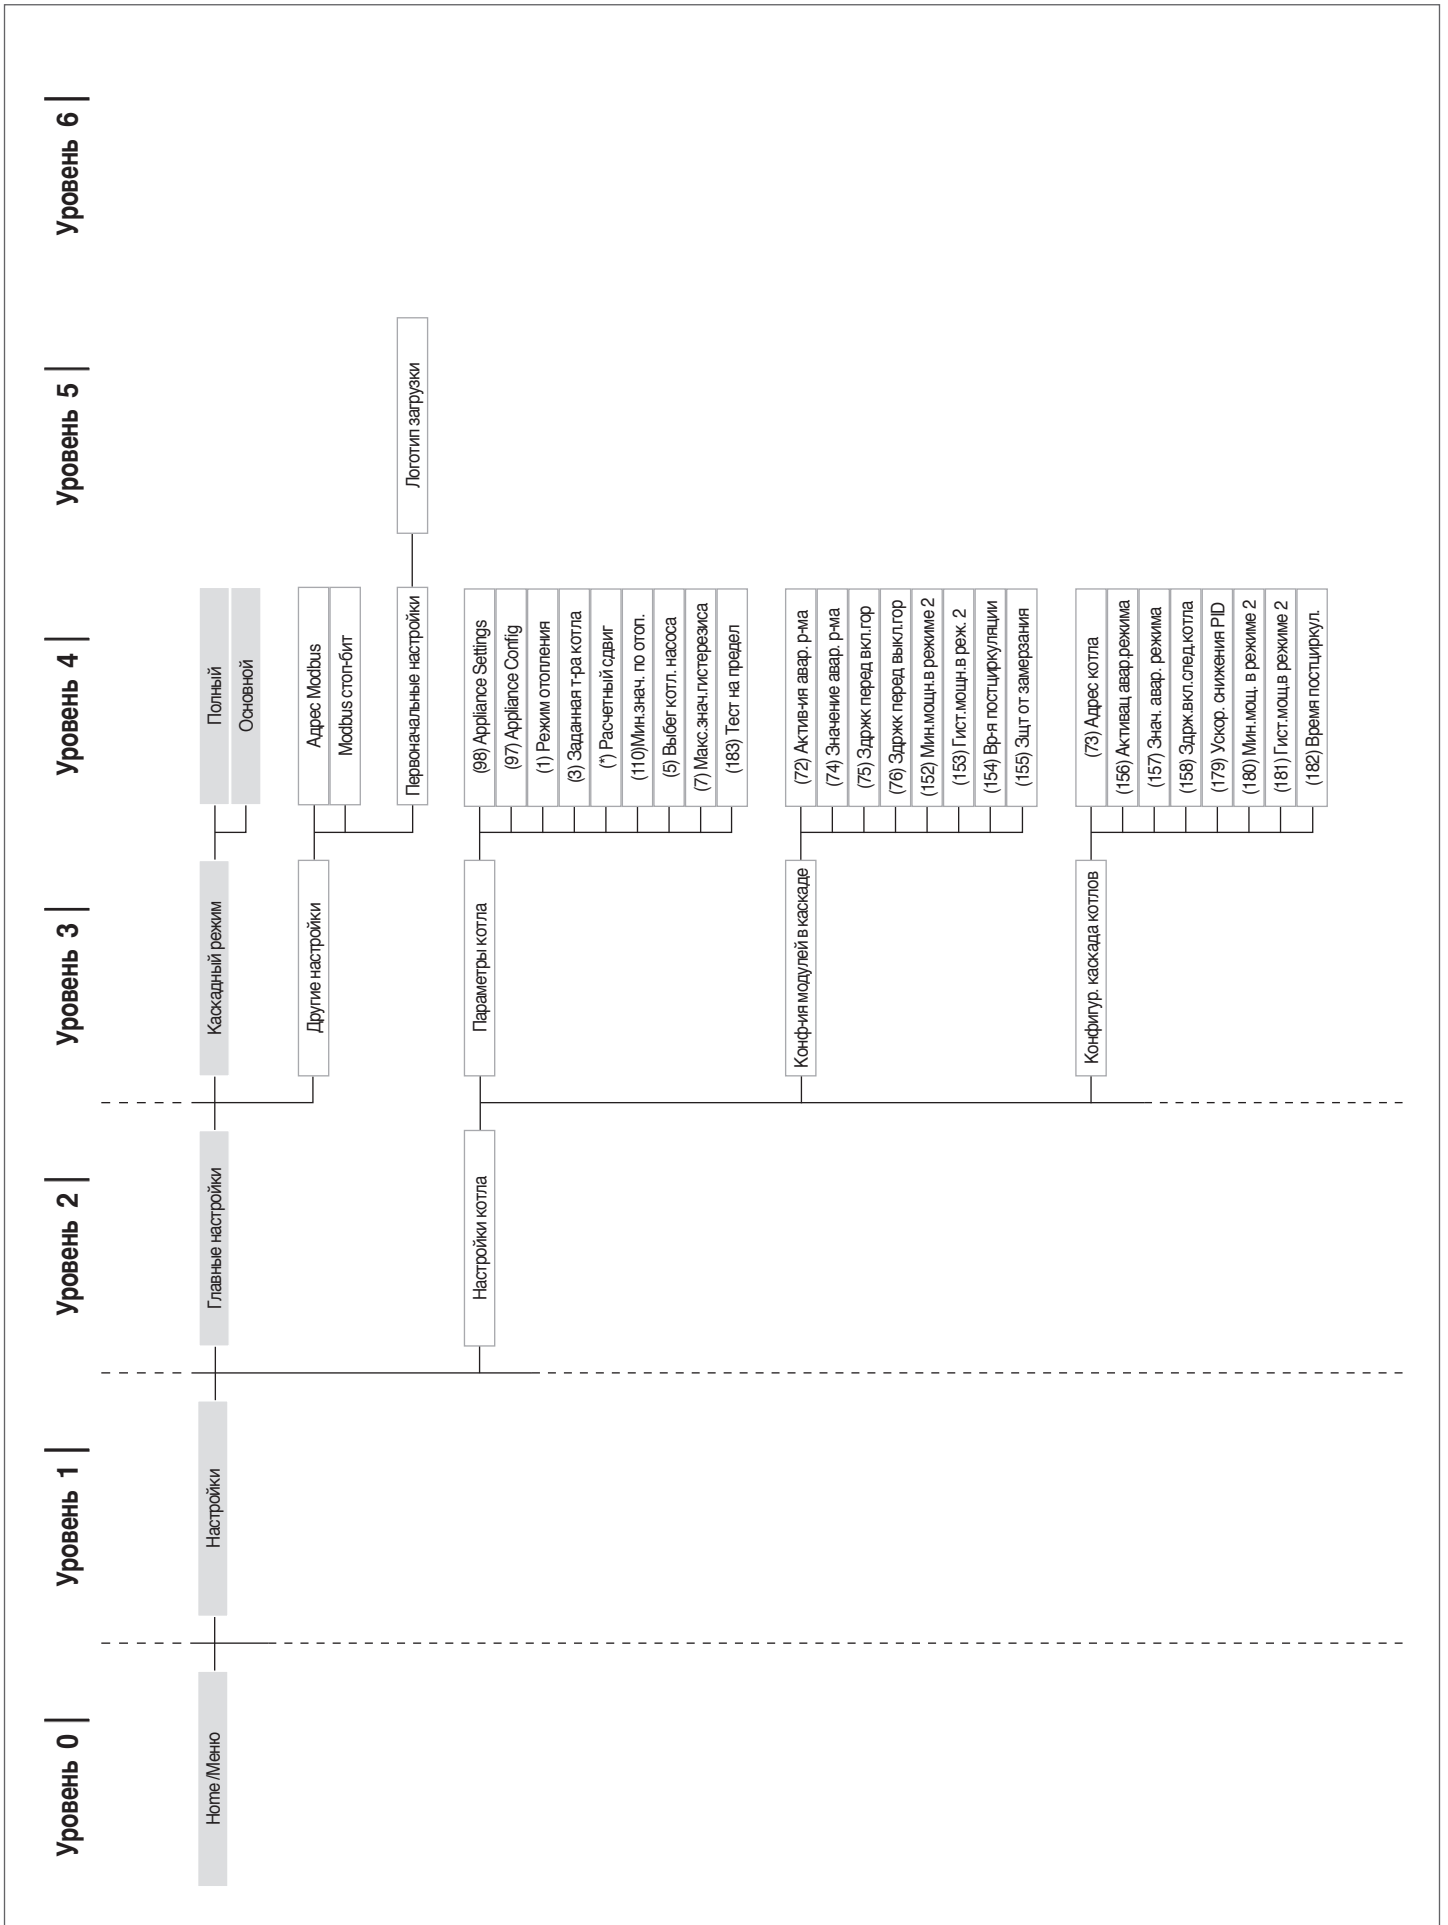 Уровень 0
Уровень 1
Уровень 2
Уровень 3
Уровень 4
Уровень 5
Уровень 6
Home /Меню
Настройки
Главные настройки
Каскадный режим
Полный
Основной
Другие настройки
Адрес Modbus
Modbus стоп-бит
Первоначальные настройки
Логотип загрузки
Настройки котла
Параметры котла
(98) Appliance Settings
(97) Appliance Config
(1) Режим отопления
(3) Заданная т-ра котла
(*) Расчетный сдвиг
(110)Мин.знач. по отоп.
(5) Выбег котл. насоса
(7) Макс.знач.гистерезиса
(183) Тест на предел
Конф-ия модулей в каскаде
(72) Актив-ия авар. р-ма
(74) Значение авар. р-ма
(75) Здржк перед вкл.гор
(76) Здржк перед выкл.гор
(152) Мин.мощн.в режиме 2
(153) Гист.мощн.в реж. 2
(154) Вр-я постциркуляции
(155) Зщт от замерзания
Конфигур. каскада котлов
(73) Адрес котла
(156) Активац авар.режима
(157) Знач. авар. режима
(158) Здрж.вкл.след.котла
(179) Ускор. снижения PID
(180) Мин.мощ. в режиме 2
(181) Гист.мощ.в режиме 2
(182) Время постциркул.